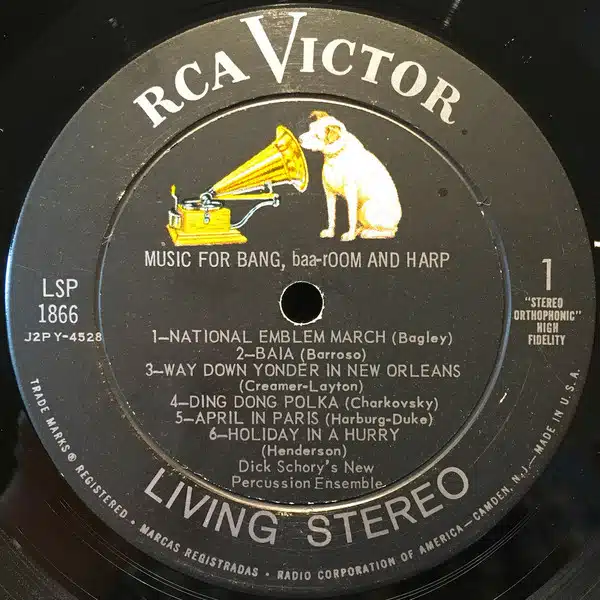 RCA VICTOR
MUSIC FOR BANG, baa-rOOM AND HARP
LSP
1866
J2PY-4528
1
"STEREO
ORTHOPHONIC"
HIGH
FIDELITY
1—NATIONAL EMBLEM MARCH (Bagley)
2—BAIA (Barroso)
3—WAY DOWN YONDER IN NEW ORLEANS
(Creamer-Layton)
4—DING DONG POLKA (Charkovsky)
5—APRIL IN PARIS (Harburg-Duke)
6—HOLIDAY IN A HURRY
(Henderson)
Dick Schory's New
Percussion Ensemble
LIVING STEREO
TRADE MARKS ® REGISTERED • MARCAS REGISTRADAS • RADIO CORPORATION OF AMERICA—CAMDEN, N.J.—MADE IN U.S.A.